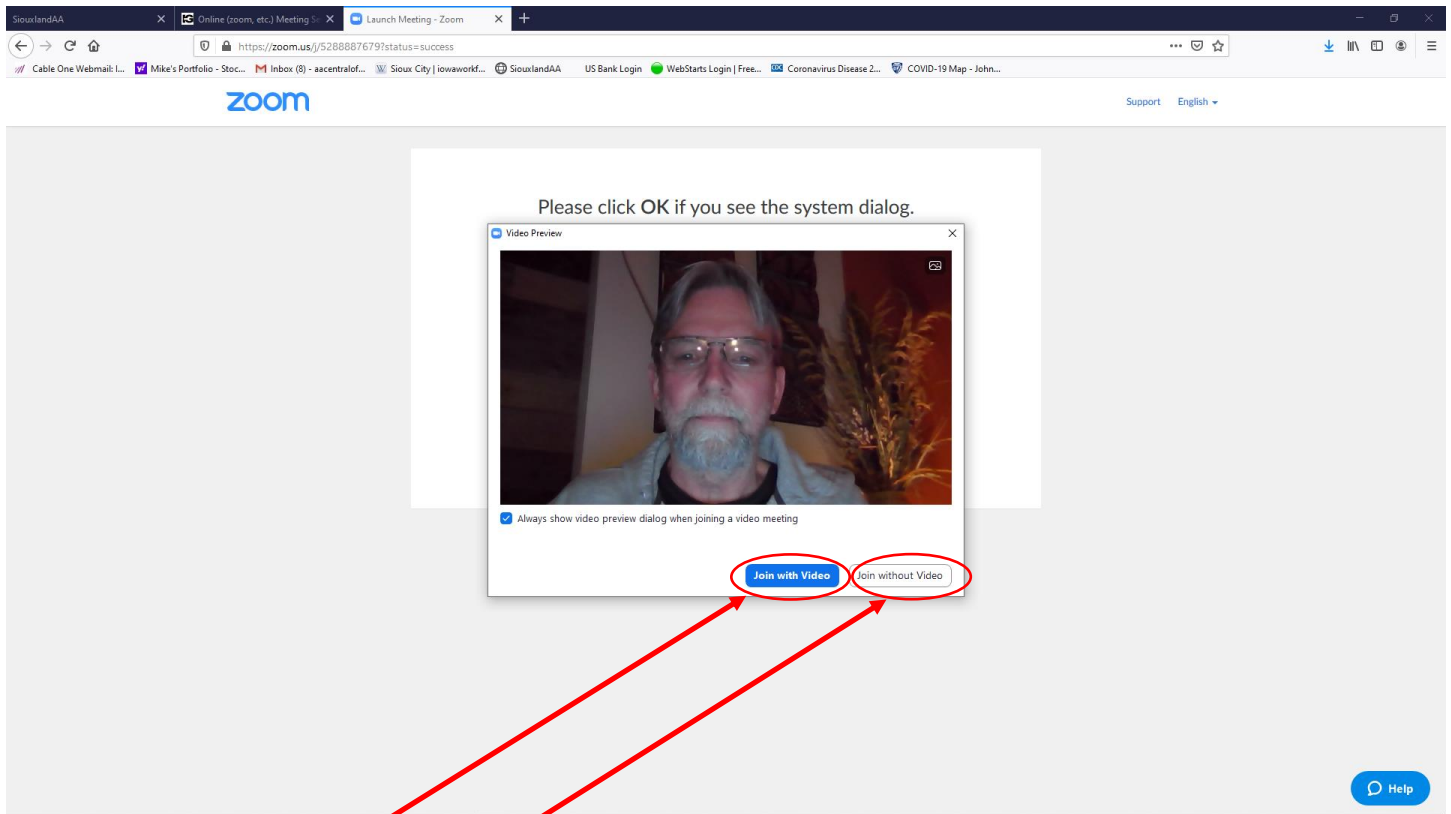 SiouxlandAA
Online (zoom, etc.) Meeting Se
Launch Meeting - Zoom
https://zoom.us/j/5288887679?status=success
Cable One Webmail: I... Mike's Portfolio - Stoc... Inbox (8) - aacentralof... Sioux City | iowaworkf... SiouxlandAA US Bank Login WebStarts Login | Free... Coronavirus Disease 2... COVID-19 Map - John...
zoom
Support English
Please click OK if you see the system dialog.
Video Preview
Always show video preview dialog when joining a video meeting
Join with Video
Join without Video
Help